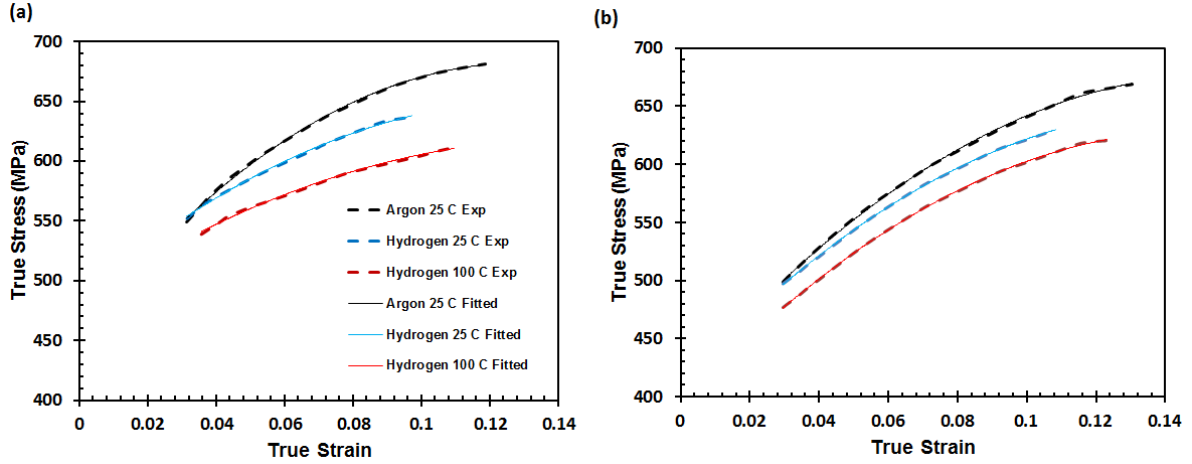 (a)
700
650
600
550
500
450
400
True Stress (MPa)
0 0.02 0.04 0.06 0.08 0.1 0.12 0.14
True Strain
Argon 25 C Exp
Hydrogen 25 C Exp
Hydrogen 100 C Exp
Argon 25 C Fitted
Hydrogen 25 C Fitted
Hydrogen 100 C Fitted
(b)
700
650
600
550
500
450
400
True Stress (MPa)
0 0.02 0.04 0.06 0.08 0.1 0.12 0.14
True Strain